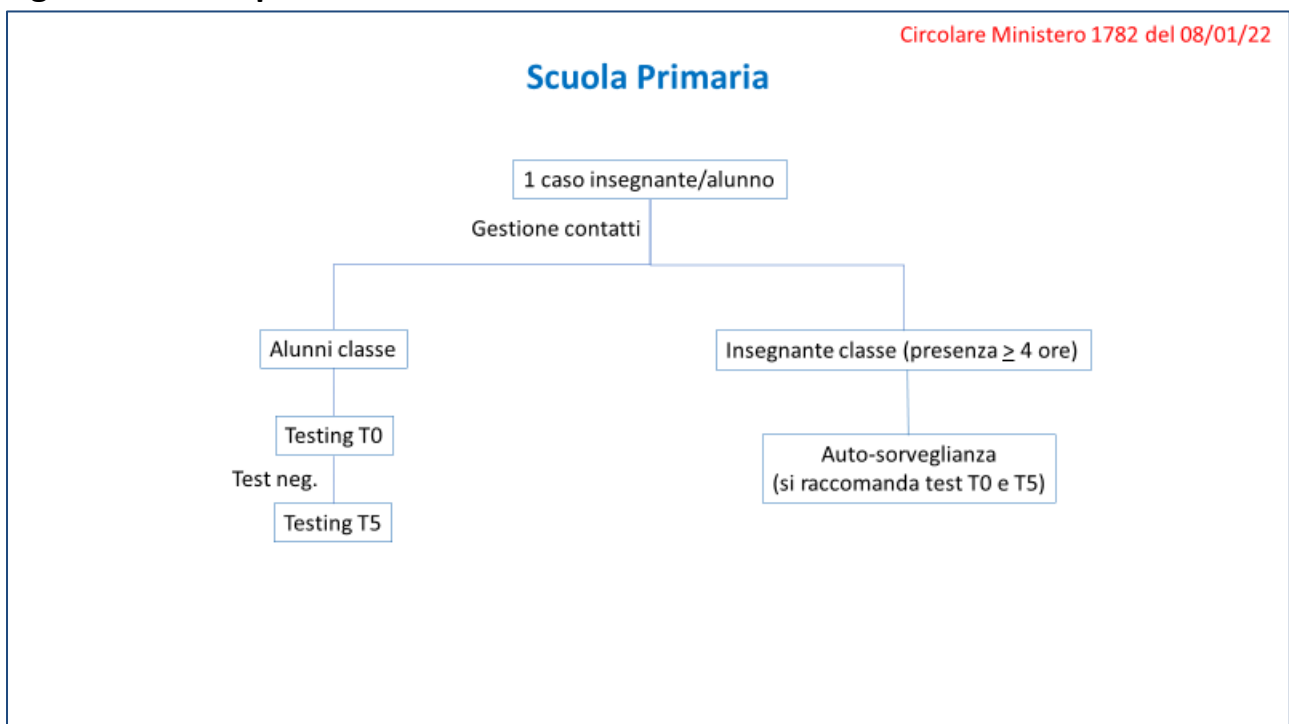 Circolare Ministero 1782 del 08/01/22
Scuola Primaria
1 caso insegnante/alunno
Gestione contatti
Alunni classe
Insegnante classe (presenza > 4 ore)
Testing T0
Auto-sorveglianza
(si raccomanda test T0 e T5)
Test neg.
Testing T5